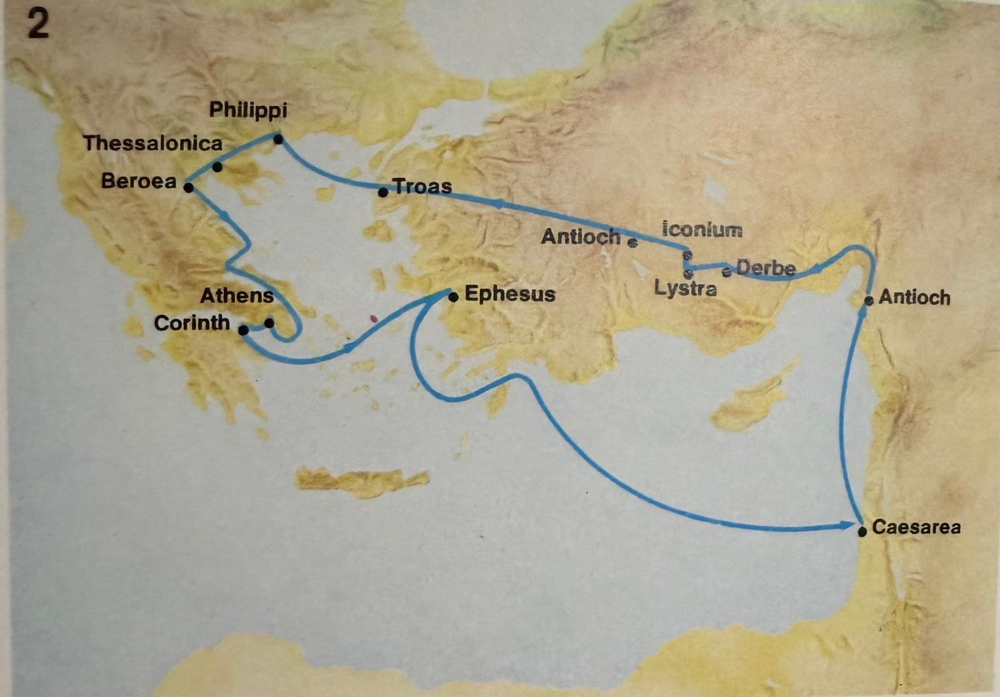 2
Philippi
Thessalonica
Beroea
Troas
Antioch
iconium
Derbe
Lystra
Athens
Corinth
Ephesus
Antioch
Caesarea